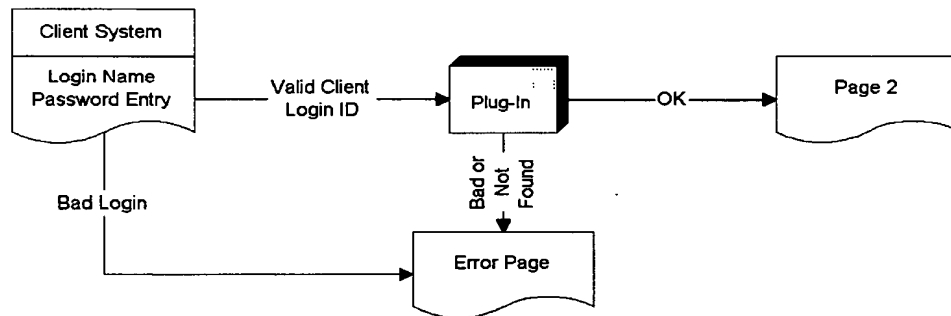 Client System
Login Name
Password Entry
Valid Client
Login ID
Plug-In
OK
Page 2
Bad or
Not
Found
Bad Login
Error Page